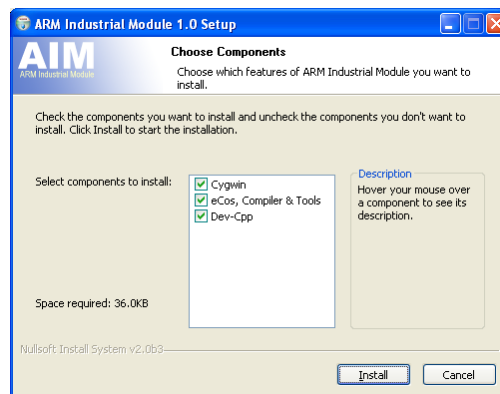 ARM Industrial Module 1.0 Setup
AIM
ARM Industrial Module
Choose Components
Choose which features of ARM Industrial Module you want to
install.
Check the components you want to install and uncheck the components you don't want to
install. Click Install to start the installation.
Select components to install:
Cygwin
eCos, Compiler & Tools
Dev-Cpp
Description
Hover your mouse over
a component to see its
description.
Space required: 36.0KB
Nullsoft Install System v2.0b3
Install
Cancel